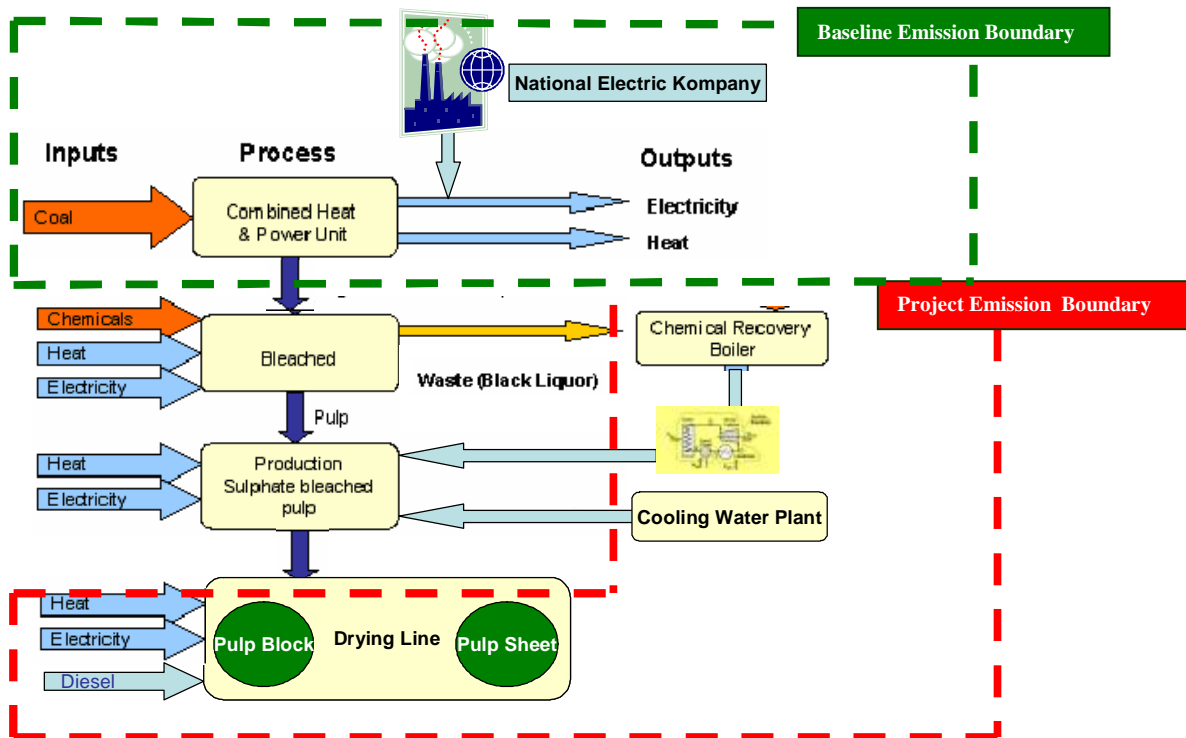 Baseline Emission Boundary
National Electric Kompany
Inputs
Process
Outputs
Coal
Combined Heat
& Power Unit
Electricity
Heat
Project Emission Boundary
Chemicals
Heat
Electricity
Bleached
Waste (Black Liquor)
Chemical Recovery
Boiler
Pulp
Heat
Electricity
Production
Sulphate bleached
pulp
Cooling Water Plant
Heat
Electricity
Diesel
Pulp Block
Drying Line
Pulp Sheet